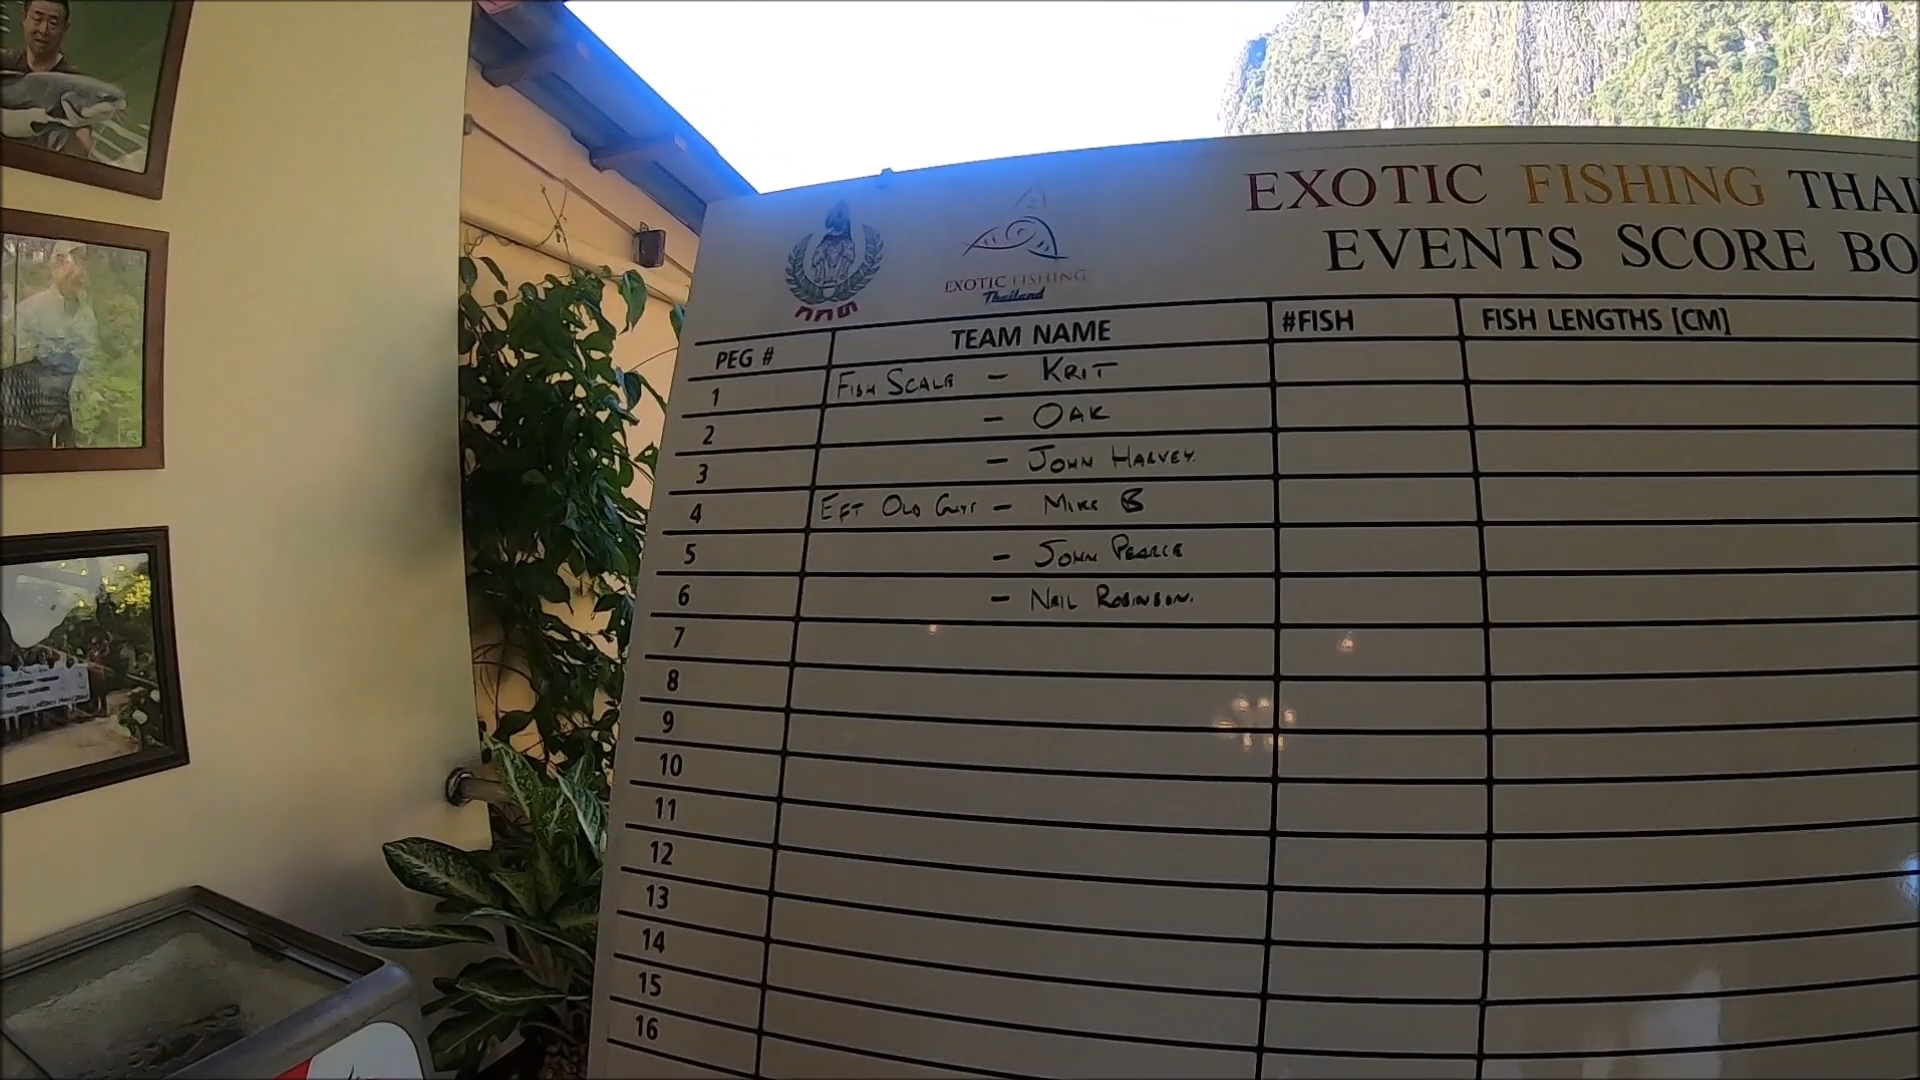 EXOTIC FISHING THAI
EVENTS SCORE BO
EXOTIC FISHING
Thailand
PEG # TEAM NAME #FISH FISH LENGTHS [CM]
1 FISH SCALE - KRIT
2 - OAK
3 - JOHN HARVEY.
4 EFT OLD GUYS - MIKE B
5 - JOHN PEARCE
6 - NEIL ROBINSON.
7
8
9
10
11
12
13
14
15
16